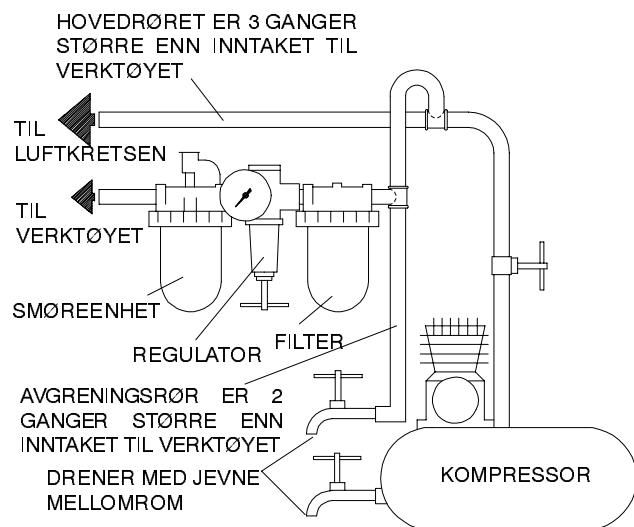 HOVEDRØRET ER 3 GANGER
STØRRE ENN INNTAKET TIL
VERKTØYET
TIL
LUFTKRETSEN
TIL
VERKTØYET
SMØREENHET
REGULATOR
FILTER
AVGRENINGSRØR ER 2
GANGER STØRRE ENN
INNTAKET TIL VERKTØYET
DRENER MED JEVNE
MELLOMROM
KOMPRESSOR